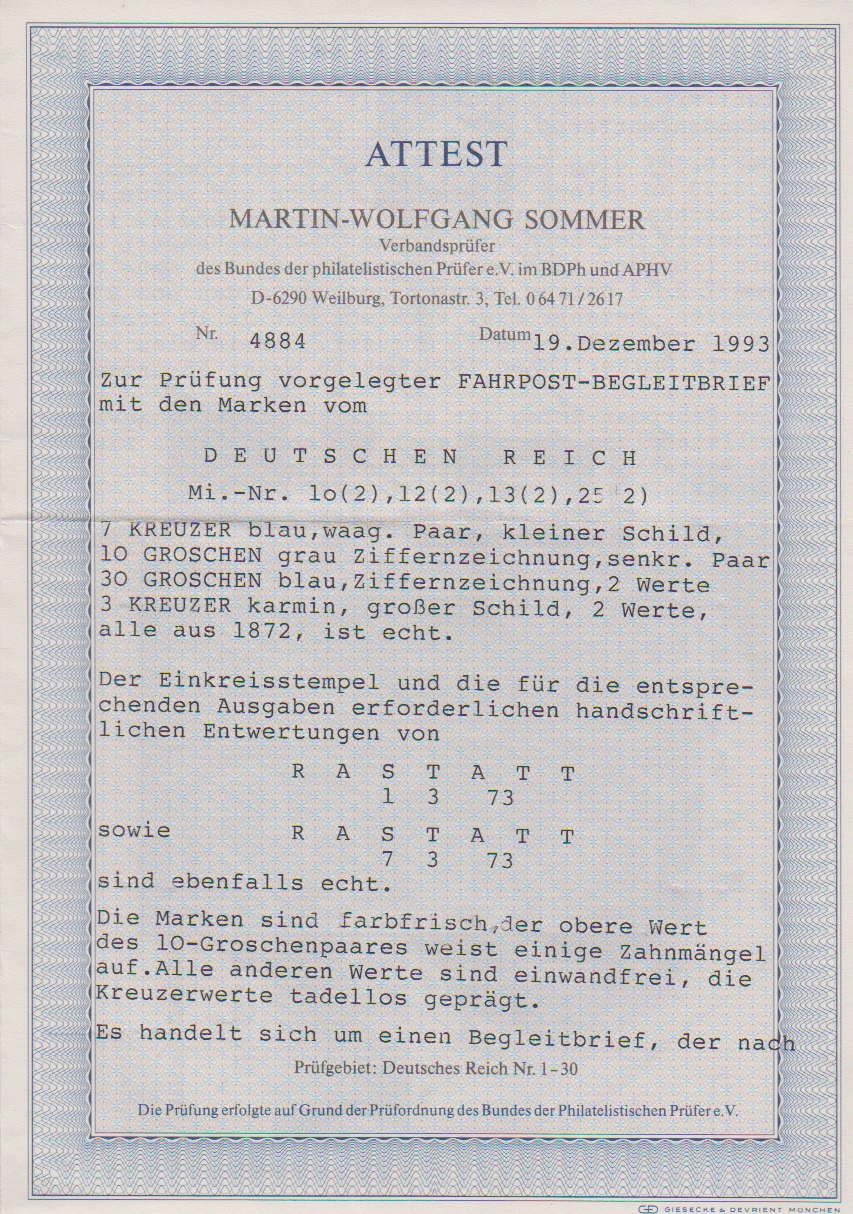 ATTEST
MARTIN-WOLFGANG SOMMER
Verbandsprüfer
des Bundes der philatelistischen Prüfer e.V. im BDPh und APHV
D-6290 Weilburg, Tortonastr. 3, Tel. 0 64 71 / 26 17
Nr. 4884 Datum 19.Dezember 1993
Zur Prüfung vorgelegter FAHRPOST-BEGLEITBRIEF
mit den Marken vom
D E U T S C H E N R E I C H
Mi.-Nr. lo(2),12(2),13(2),25 2)
7 KREUZER blau,waag. Paar, kleiner Schild,
10 GROSCHEN grau Ziffernzeichnung,senkr. Paar
30 GROSCHEN blau,Ziffernzeichnung,2 Werte
3 KREUZER karmin, großer Schild, 2 Werte,
alle aus 1872, ist echt.
Der Einkreisstempel und die für die entspre-
chenden Ausgaben erforderlichen handschrift-
lichen Entwertungen von
R A S T A T T
1 3 73
sowie R A S T A T T
7 3 73
sind ebenfalls echt.
Die Marken sind farbfrisch,der obere Wert
des 10-Groschenpaares weist einige Zahnmängel
auf.Alle anderen Werte sind einwandfrei, die
Kreuzerwerte tadellos geprägt.
Es handelt sich um einen Begleitbrief, der nach
Prüfgebiet: Deutsches Reich Nr. 1–30
Die Prüfung erfolgte auf Grund der Prüfordnung des Bundes der Philatelistischen Prüfer e.V.
GIESECKE & DEVRIENT MÜNCHEN